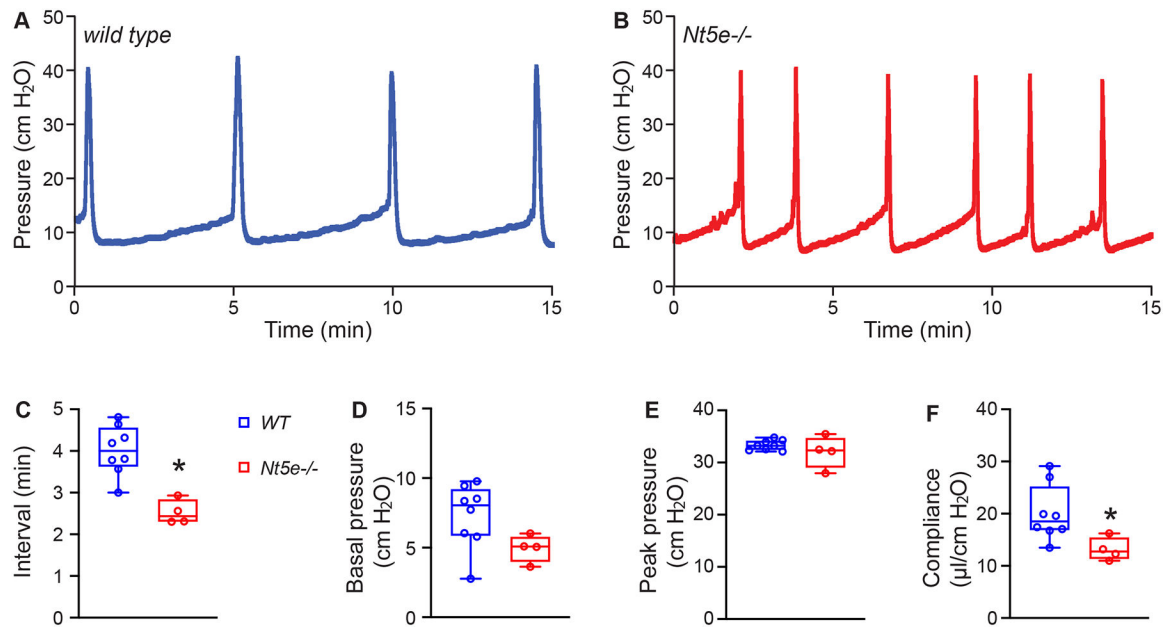 A
wild type
Pressure (cm H₂O)
50
40
30
20
10
0
0
5
10
15
Time (min)
B
Nt5e-/-
Pressure (cm H₂O)
50
40
30
20
10
0
0
5
10
15
Time (min)
C
Interval (min)
5
4
3
2
1
0
*
WT
Nt5e-/-
D
Basal pressure
(cm H₂O)
15
10
5
0
E
Peak pressure
(cm H₂O)
40
30
20
10
0
F
Compliance
(µl/cm H₂O)
40
30
20
10
0
*